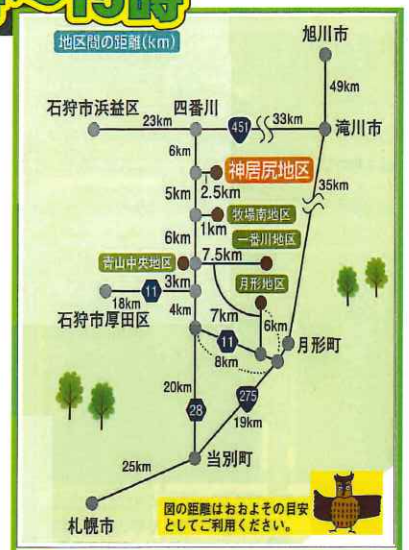 時〜15時
地区間の距離(km)
旭川市
49km
石狩市浜益区
四番川
23km
451
33km
滝川市
6km
神居尻地区
35km
5km
2.5km
牧場南地区
1km
6km
一番川地区
7.5km
青山中央地区
3km
月形地区
11
18km
4km
石狩市厚田区
7km
6km
11
月形町
8km
20km
275
28
19km
25km
当別町
札幌市
図の距離はおおよその目安
としてご利用ください。